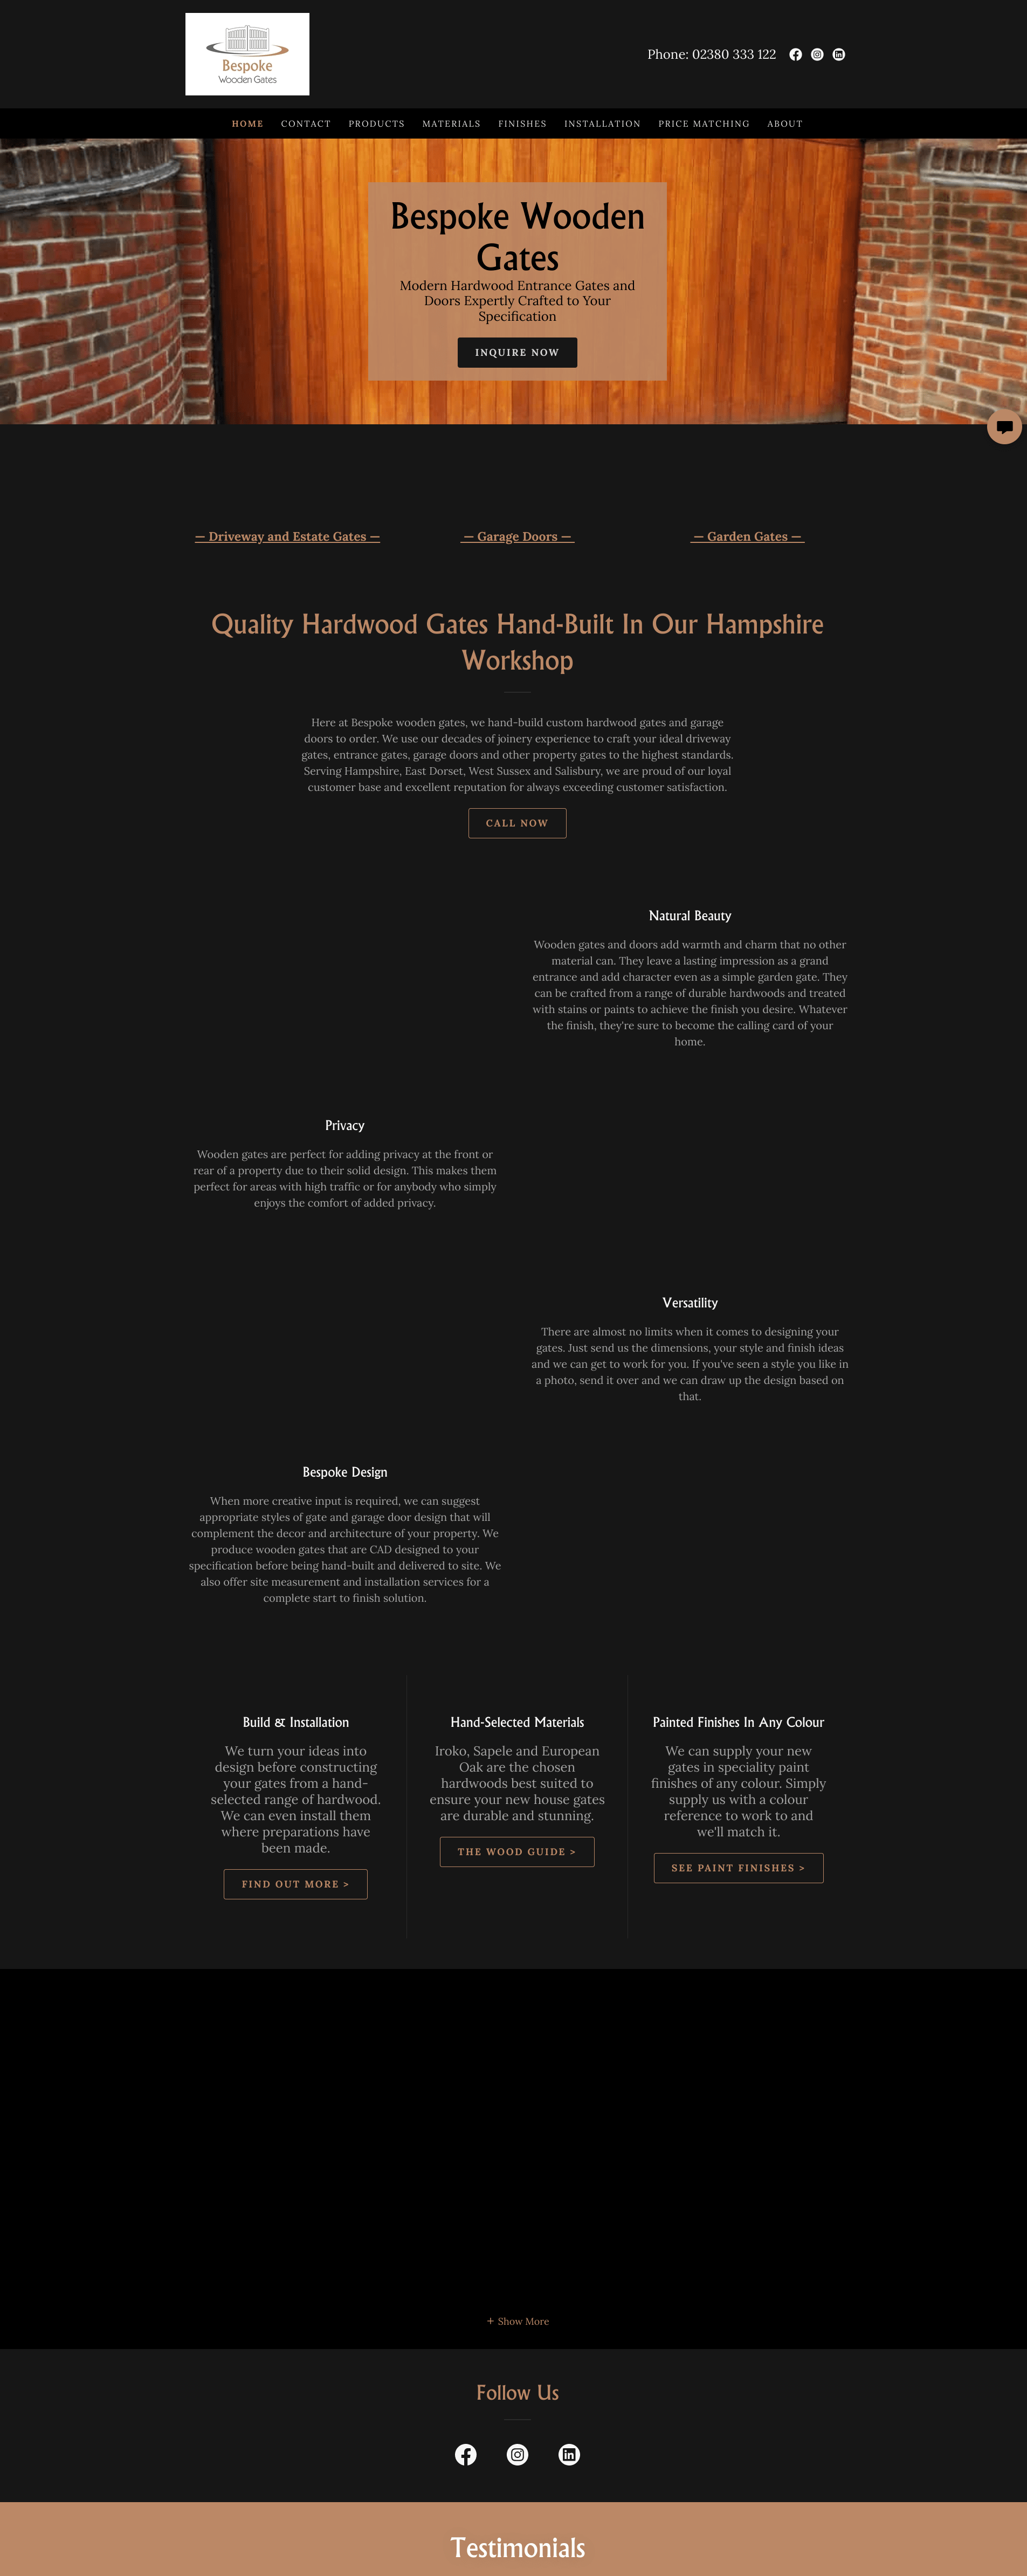 Bespoke
Wooden Gates
Phone: 02380 333 122
HOME CONTACT PRODUCTS MATERIALS FINISHES INSTALLATION PRICE MATCHING ABOUT
Bespoke Wooden
Gates
Modern Hardwood Entrance Gates and
Doors Expertly Crafted to Your
Specification
INQUIRE NOW
— Driveway and Estate Gates —
— Garage Doors —
— Garden Gates —
Quality Hardwood Gates Hand-Built In Our Hampshire
Workshop
Here at Bespoke wooden gates, we hand-build custom hardwood gates and garage
doors to order. We use our decades of joinery experience to craft your ideal driveway
gates, entrance gates, garage doors and other property gates to the highest standards.
Serving Hampshire, East Dorset, West Sussex and Salisbury, we are proud of our loyal
customer base and excellent reputation for always exceeding customer satisfaction.
CALL NOW
Natural Beauty
Wooden gates and doors add warmth and charm that no other
material can. They leave a lasting impression as a grand
entrance and add character even as a simple garden gate. They
can be crafted from a range of durable hardwoods and treated
with stains or paints to achieve the finish you desire. Whatever
the finish, they're sure to become the calling card of your
home.
Privacy
Wooden gates are perfect for adding privacy at the front or
rear of a property due to their solid design. This makes them
perfect for areas with high traffic or for anybody who simply
enjoys the comfort of added privacy.
Versatility
There are almost no limits when it comes to designing your
gates. Just send us the dimensions, your style and finish ideas
and we can get to work for you. If you've seen a style you like in
a photo, send it over and we can draw up the design based on
that.
Bespoke Design
When more creative input is required, we can suggest
appropriate styles of gate and garage door design that will
complement the decor and architecture of your property. We
produce wooden gates that are CAD designed to your
specification before being hand-built and delivered to site. We
also offer site measurement and installation services for a
complete start to finish solution.
Build & Installation
We turn your ideas into
design before constructing
your gates from a hand-
selected range of hardwood.
We can even install them
where preparations have
been made.
FIND OUT MORE >
Hand-Selected Materials
Iroko, Sapele and European
Oak are the chosen
hardwoods best suited to
ensure your new house gates
are durable and stunning.
THE WOOD GUIDE >
Painted Finishes In Any Colour
We can supply your new
gates in speciality paint
finishes of any colour. Simply
supply us with a colour
reference to work to and
we'll match it.
SEE PAINT FINISHES >
+ Show More
Follow Us
Testimonials